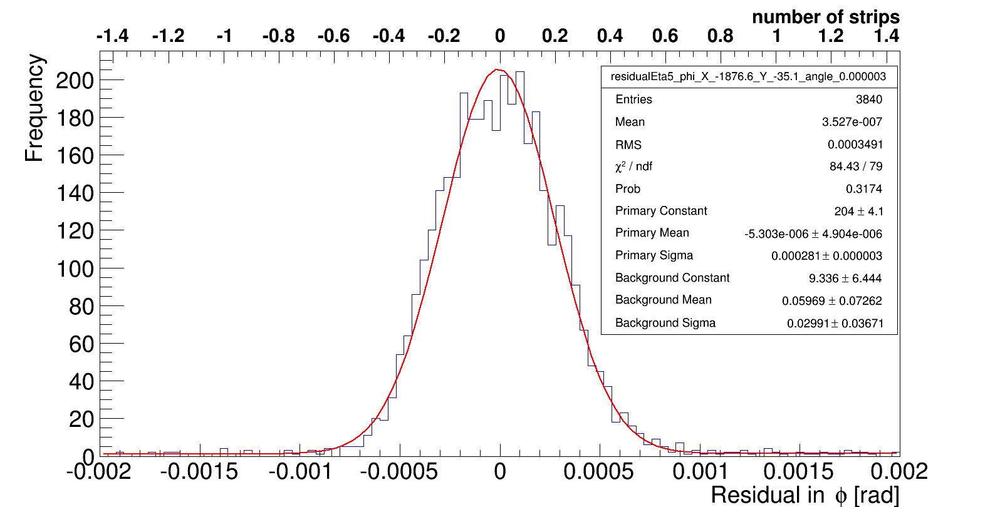 number of strips
-1.4 -1.2 -1 -0.8 -0.6 -0.4 -0.2 0 0.2 0.4 0.6 0.8 1 1.2 1.4
Frequency
200
180
160
140
120
100
80
60
40
20
0
residualEta5_phi_X_-1876.6_Y_-35.1_angle_0.000003
Entries 3840
Mean 3.527e-007
RMS 0.0003491
χ² / ndf 84.43 / 79
Prob 0.3174
Primary Constant 204 ± 4.1
Primary Mean -5.303e-006 ± 4.904e-006
Primary Sigma 0.000281± 0.000003
Background Constant 9.336 ± 6.444
Background Mean 0.05969 ± 0.07262
Background Sigma 0.02991± 0.03671
-0.002 -0.0015 -0.001 -0.0005 0 0.0005 0.001 0.0015 0.002
Residual in ϕ [rad]